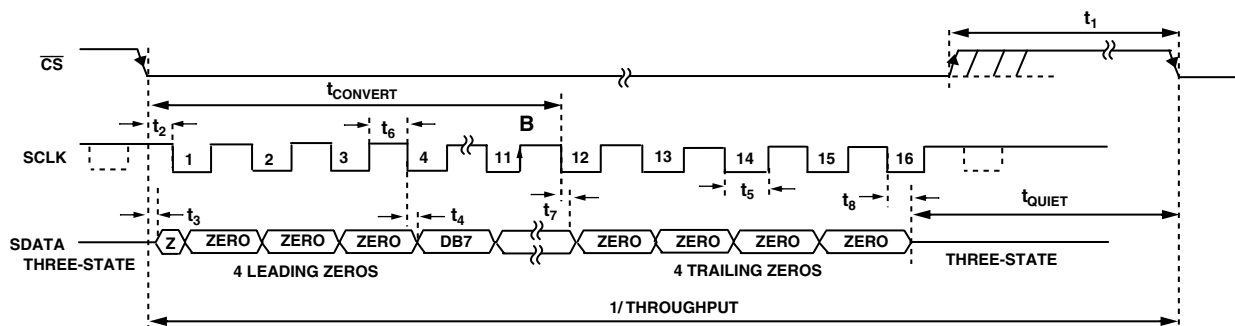 t1
CS
tCONVERT
t2
t6
B
SCLK
1 2 3 4 11 12 13 14 15 16
t3
t4
t7
t5
t8
tQUIET
SDATA
Z ZERO ZERO ZERO DB7 ZERO ZERO ZERO ZERO
THREE-STATE
4 LEADING ZEROS
4 TRAILING ZEROS
THREE-STATE
1/THROUGHPUT